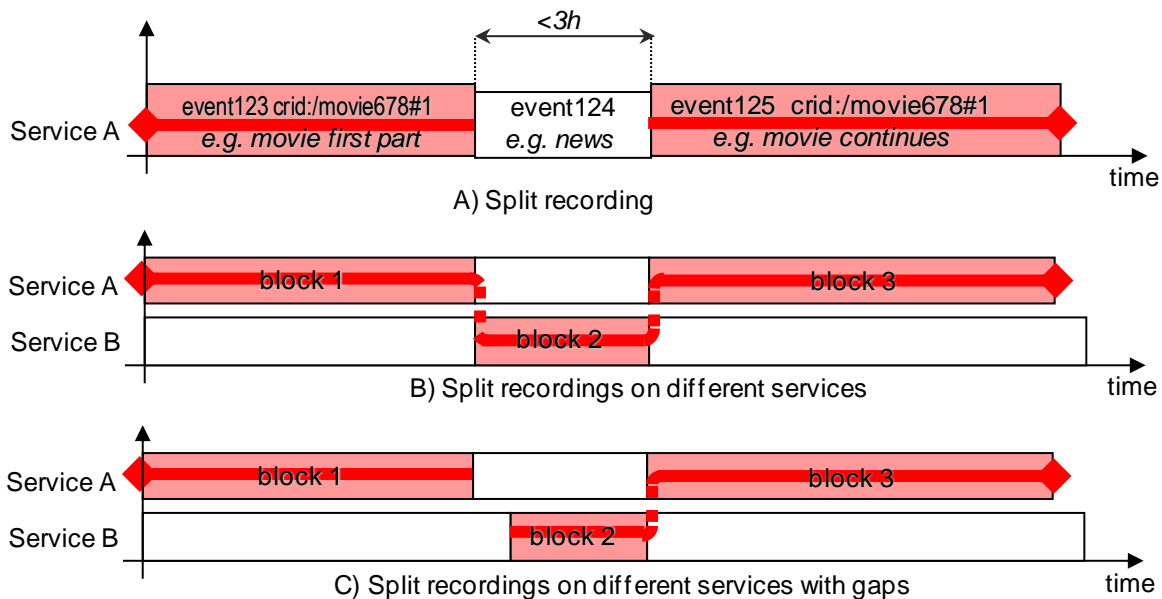 <3h
event123 crid:/movie678#1 event124 event125 crid:/movie678#1
Service A
e.g. movie first part e.g. news e.g. movie continues
time
A) Split recording
Service A block 1 block 3
Service B block 2
time
B) Split recordings on different services
Service A block 1 block 3
Service B block 2
time
C) Split recordings on different services with gaps